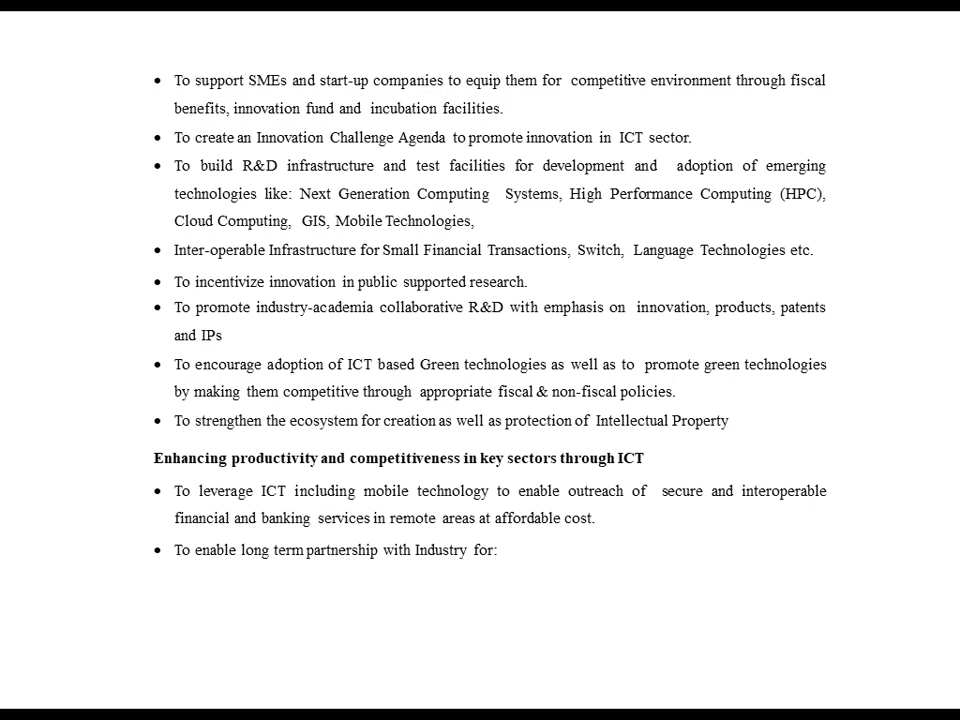 • To support SMEs and start-up companies to equip them for competitive environment through fiscal
benefits, innovation fund and incubation facilities.
• To create an Innovation Challenge Agenda to promote innovation in ICT sector.
• To build R&D infrastructure and test facilities for development and adoption of emerging
technologies like: Next Generation Computing Systems, High Performance Computing (HPC),
Cloud Computing, GIS, Mobile Technologies,
• Inter-operable Infrastructure for Small Financial Transactions, Switch, Language Technologies etc.
• To incentivize innovation in public supported research.
• To promote industry-academia collaborative R&D with emphasis on innovation, products, patents
and IPs
• To encourage adoption of ICT based Green technologies as well as to promote green technologies
by making them competitive through appropriate fiscal & non-fiscal policies.
• To strengthen the ecosystem for creation as well as protection of Intellectual Property
Enhancing productivity and competitiveness in key sectors through ICT
• To leverage ICT including mobile technology to enable outreach of secure and interoperable
financial and banking services in remote areas at affordable cost.
• To enable long term partnership with Industry for: